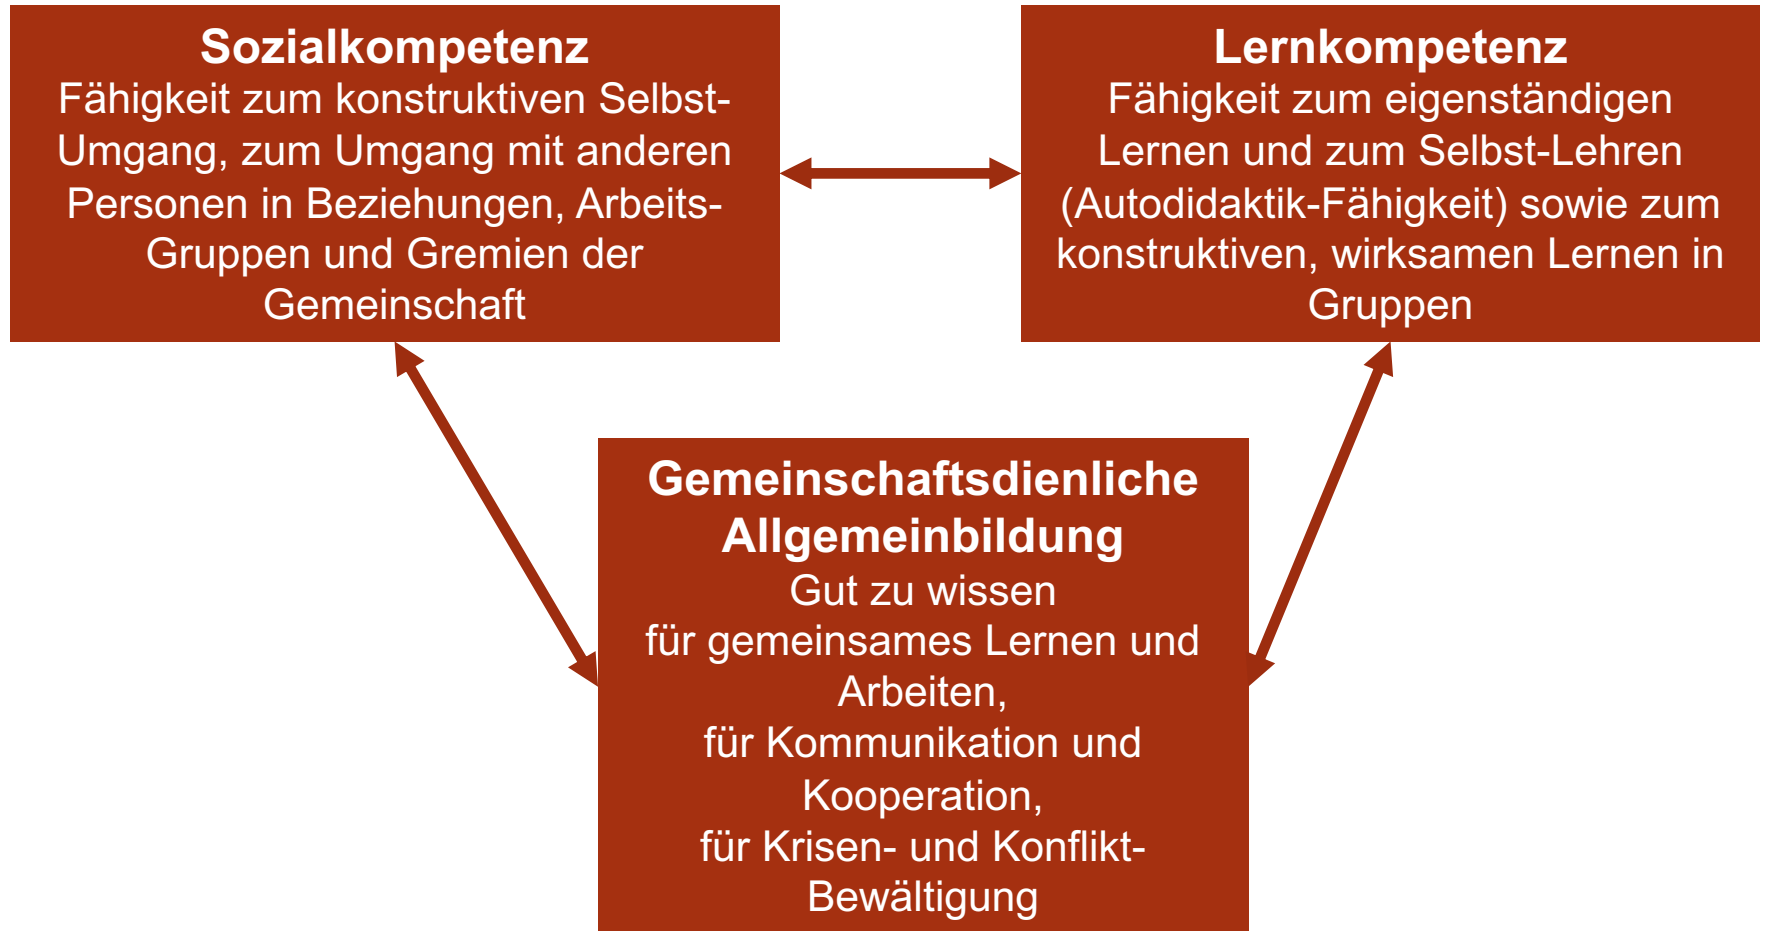 Sozialkompetenz
Fähigkeit zum konstruktiven Selbst-
Umgang, zum Umgang mit anderen
Personen in Beziehungen, Arbeits-
Gruppen und Gremien der
Gemeinschaft
Lernkompetenz
Fähigkeit zum eigenständigen
Lernen und zum Selbst-Lehren
(Autodidaktik-Fähigkeit) sowie zum
konstruktiven, wirksamen Lernen in
Gruppen
Gemeinschaftsdienliche
Allgemeinbildung
Gut zu wissen
für gemeinsames Lernen und
Arbeiten,
für Kommunikation und
Kooperation,
für Krisen- und Konflikt-
Bewältigung